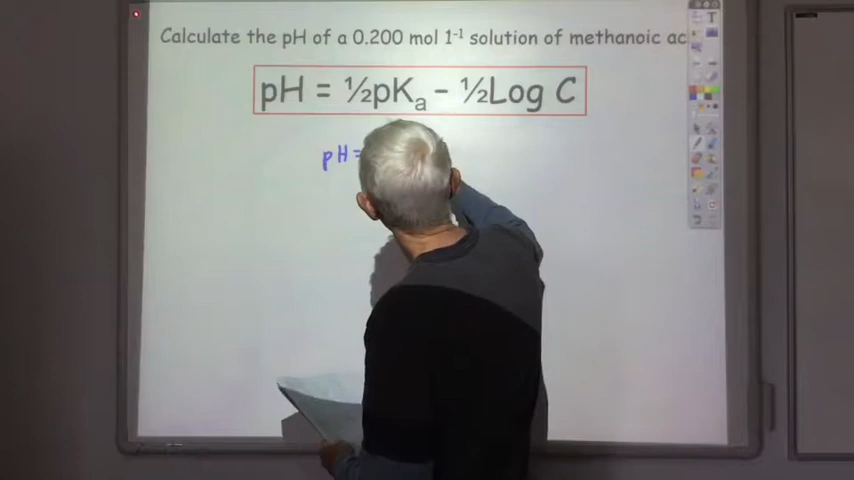 Calculate the pH of a 0.200 mol l⁻¹ solution of methanoic ac
pH = ½pKₐ - ½Log C
pH =
T